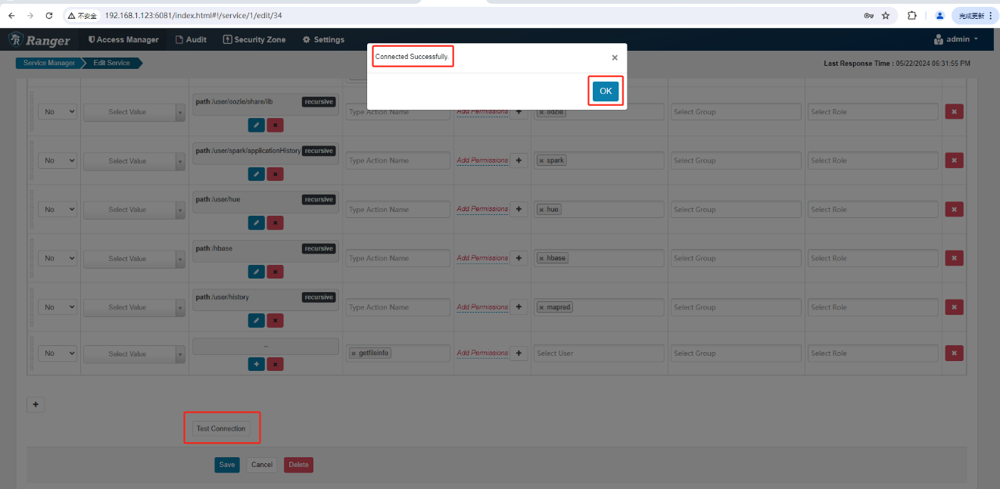 不安全 192.168.1.123:6081/index.html#!/service/1/edit/34 完成更新
Ranger Access Manager Audit Security Zone Settings admin
Service Manager Edit Service Last Response Time : 05/22/2024 06:31:55 PM
Connected Successfully.
OK
No Select Value path:/user/oozie/share/lib recursive Type Action Name Add Permissions + oozie Select Group Select Role
No Select Value path:/user/spark/applicationHistory recursive Type Action Name Add Permissions + spark Select Group Select Role
No Select Value path:/user/hue recursive Type Action Name Add Permissions + hue Select Group Select Role
No Select Value path:/hbase recursive Type Action Name Add Permissions + hbase Select Group Select Role
No Select Value path:/user/history recursive Type Action Name Add Permissions + mapred Select Group Select Role
No Select Value -- getfileinfo Add Permissions + Select User Select Group Select Role
+
Test Connection
Save Cancel Delete